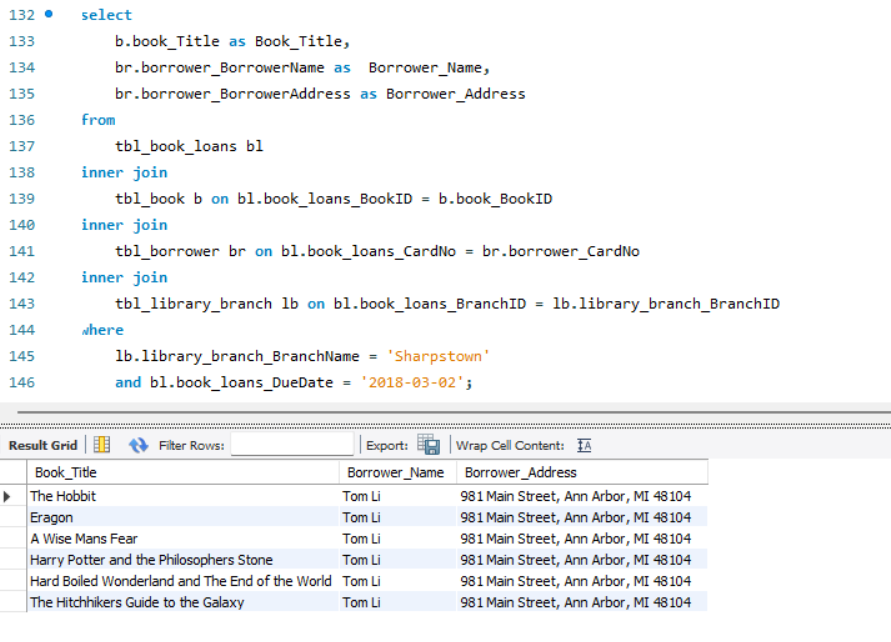 132 select
133 b.book_Title as Book_Title,
134 br.borrower_BorrowerName as  Borrower_Name,
135 br.borrower_BorrowerAddress as Borrower_Address
136 from
137 tbl_book_loans bl
138 inner join
139 tbl_book b on bl.book_loans_BookID = b.book_BookID
140 inner join
141 tbl_borrower br on bl.book_loans_CardNo = br.borrower_CardNo
142 inner join
143 tbl_library_branch lb on bl.book_loans_BranchID = lb.library_branch_BranchID
144 where
145 lb.library_branch_BranchName = 'Sharpstown'
146 and bl.book_loans_DueDate = '2018-03-02';
Result Grid Filter Rows: Export: Wrap Cell Content:
Book_Title Borrower_Name Borrower_Address
The Hobbit Tom Li 981 Main Street, Ann Arbor, MI 48104
Eragon Tom Li 981 Main Street, Ann Arbor, MI 48104
A Wise Mans Fear Tom Li 981 Main Street, Ann Arbor, MI 48104
Harry Potter and the Philosophers Stone Tom Li 981 Main Street, Ann Arbor, MI 48104
Hard Boiled Wonderland and The End of the World Tom Li 981 Main Street, Ann Arbor, MI 48104
The Hitchhikers Guide to the Galaxy Tom Li 981 Main Street, Ann Arbor, MI 48104